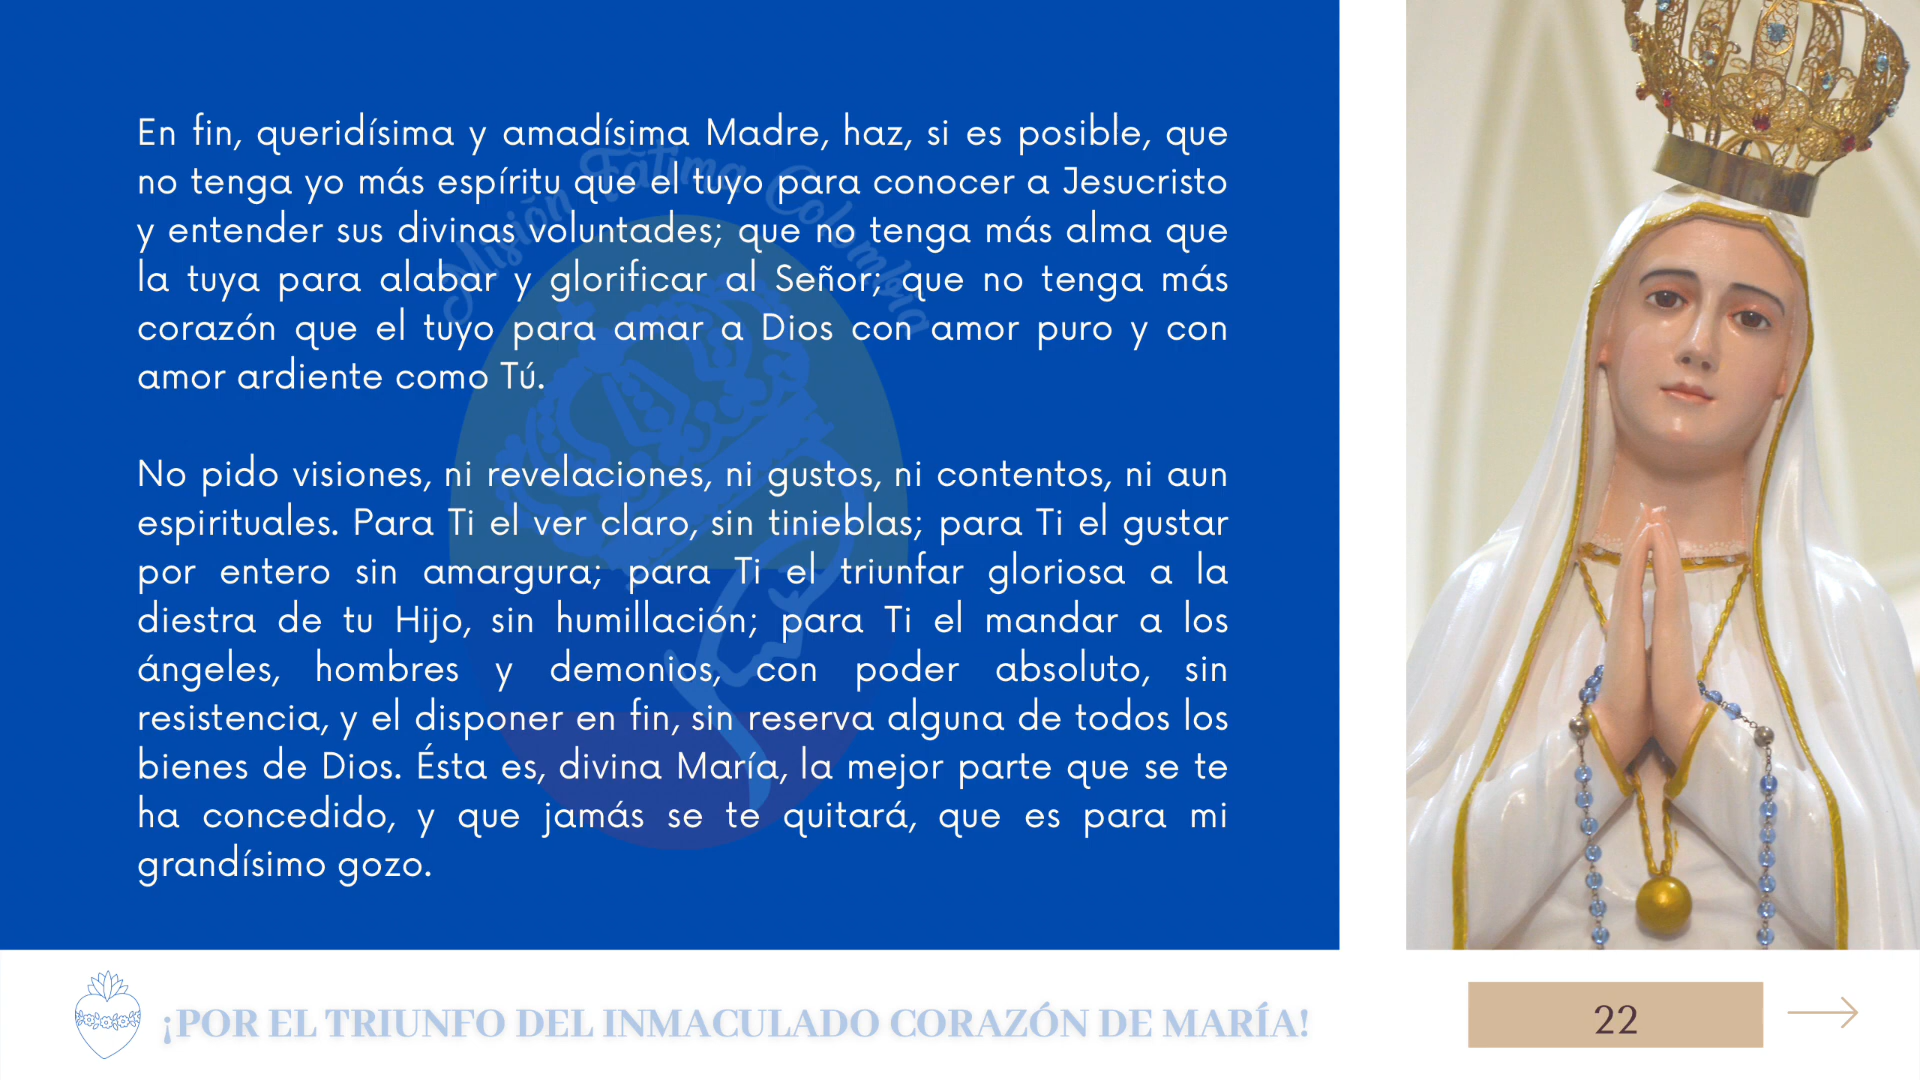 En fin, queridísima y amadísima Madre, haz, si es posible, que
no tenga yo más espíritu que el tuyo para conocer a Jesucristo
y entender sus divinas voluntades; que no tenga más alma que
la tuya para alabar y glorificar al Señor; que no tenga más
corazón que el tuyo para amar a Dios con amor puro y con
amor ardiente como Tú.
No pido visiones, ni revelaciones, ni gustos, ni contentos, ni aun
espirituales. Para Ti el ver claro, sin tinieblas; para Ti el gustar
por entero sin amargura; para Ti el triunfar gloriosa a la
diestra de tu Hijo, sin humillación; para Ti el mandar a los
ángeles, hombres y demonios, con poder absoluto, sin
resistencia, y el disponer en fin, sin reserva alguna de todos los
bienes de Dios. Ésta es, divina María, la mejor parte que se te
ha concedido, y que jamás se te quitará, que es para mi
grandísimo gozo.
Misión Fátima Colombia
¡POR EL TRIUNFO DEL INMACULADO CORAZÓN DE MARÍA!
22